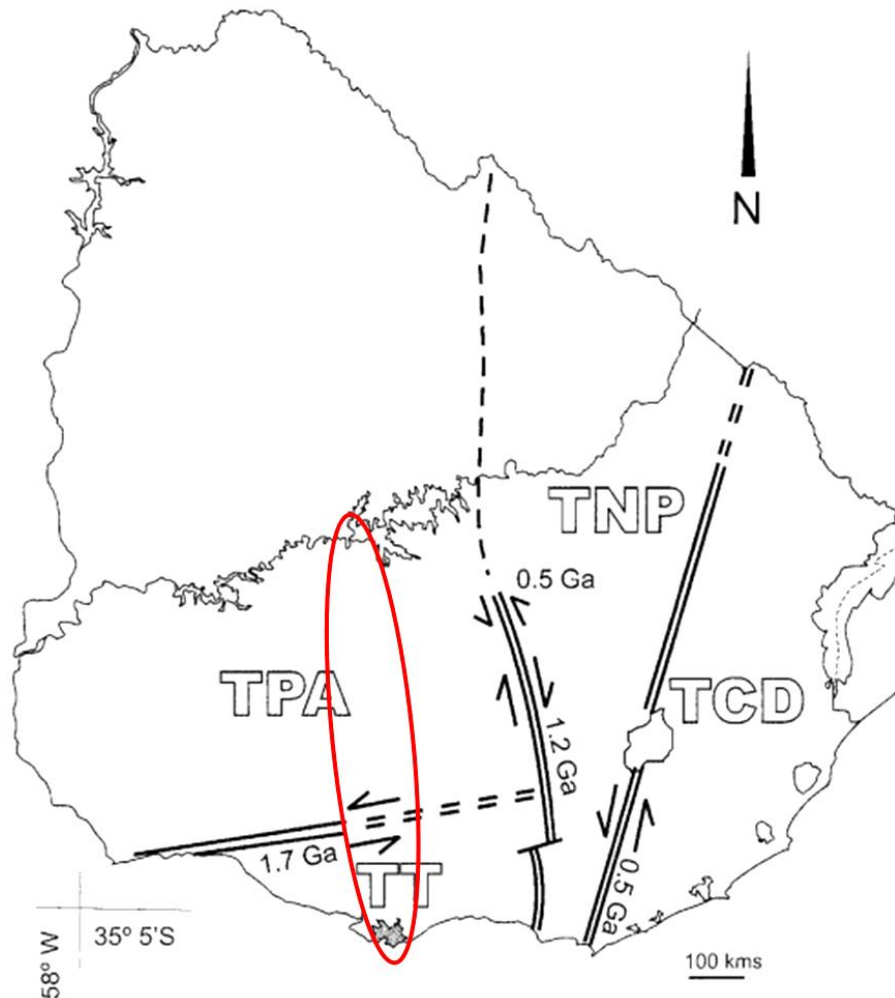 N
TNP
0.5 Ga
TPA
TCD
1.2 Ga
1.7 Ga
TT
0.5 Ga
35º 5'S
58º W
100 kms